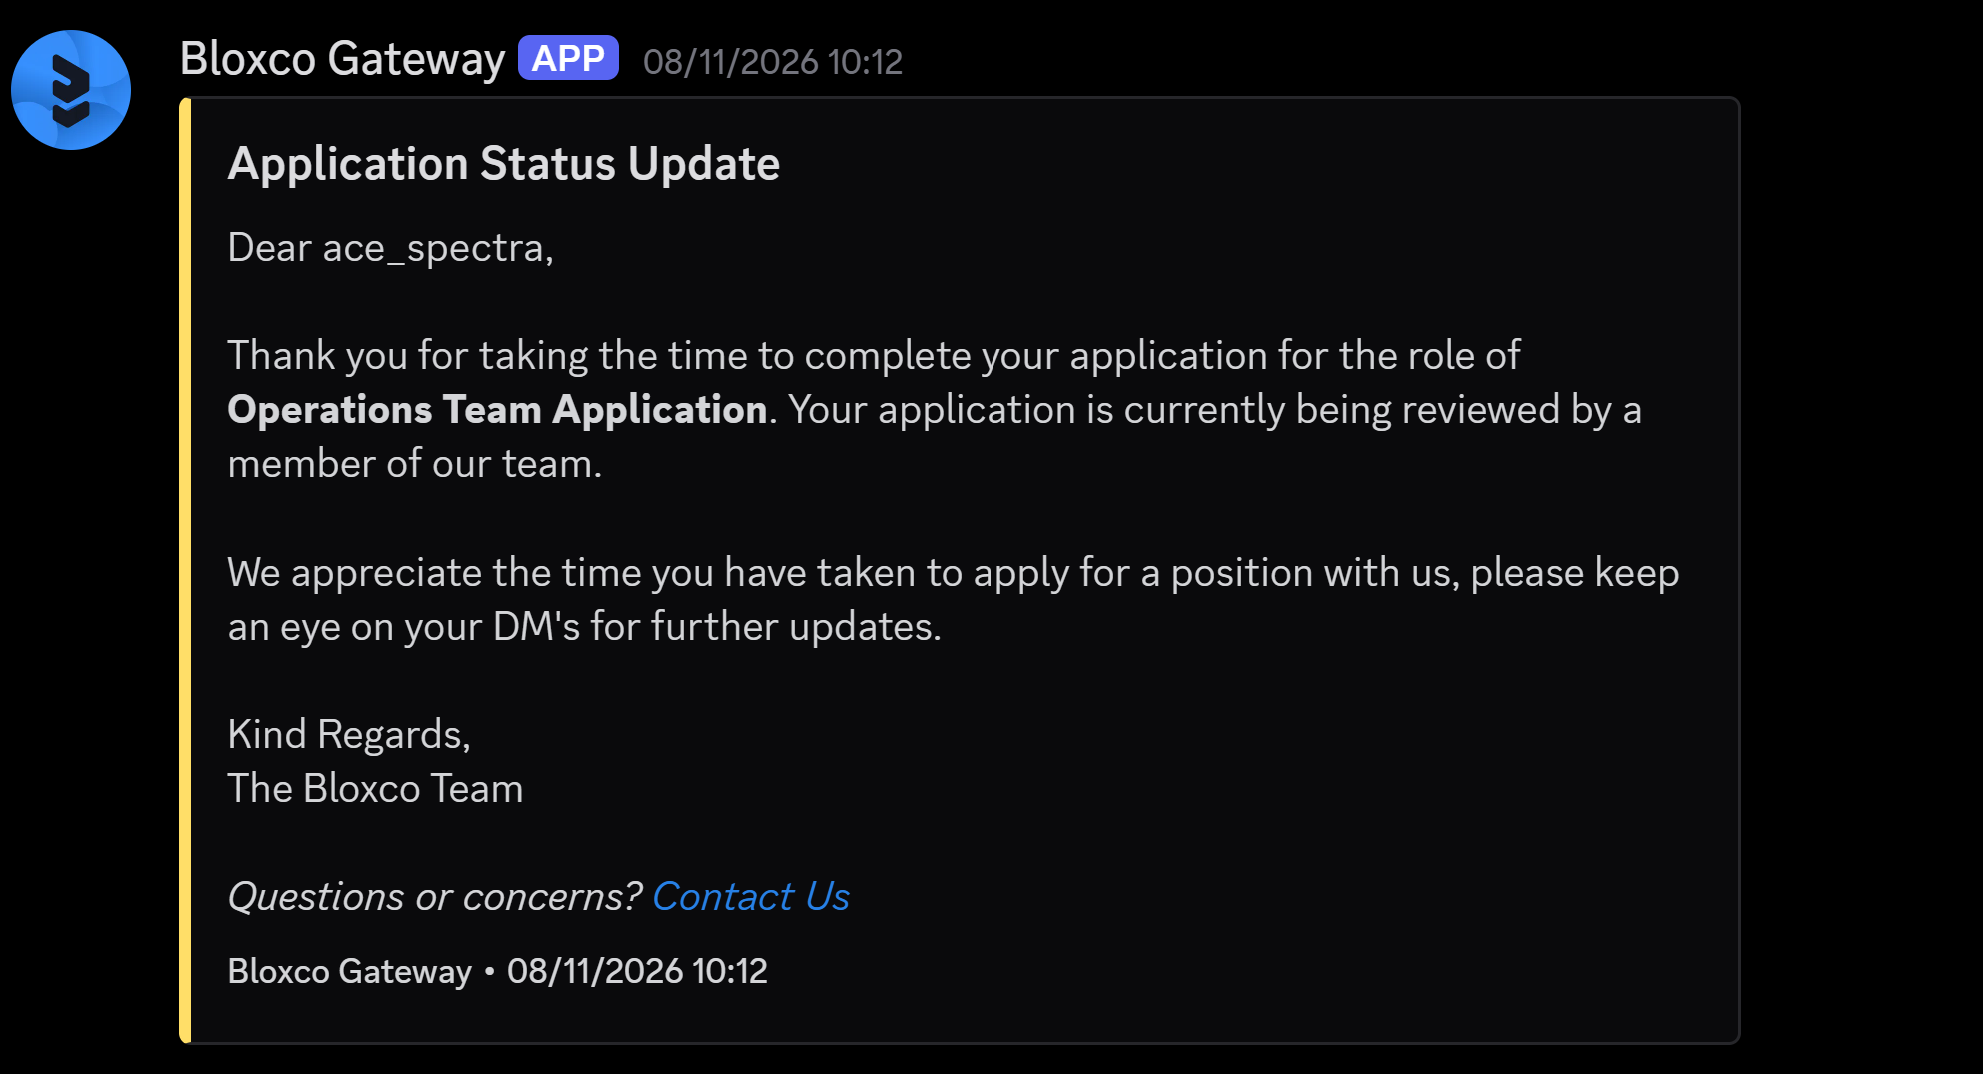 Bloxco Gateway APP 08/11/2026 10:12
Application Status Update
Dear ace_spectra,
Thank you for taking the time to complete your application for the role of
Operations Team Application. Your application is currently being reviewed by a
member of our team.
We appreciate the time you have taken to apply for a position with us, please keep
an eye on your DM's for further updates.
Kind Regards,
The Bloxco Team
Questions or concerns? Contact Us
Bloxco Gateway • 08/11/2026 10:12